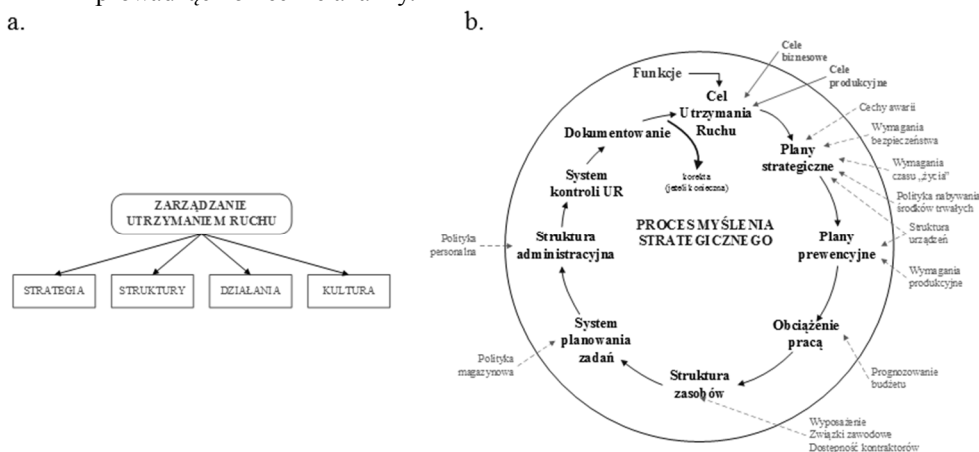 a.
b.
ZARZĄDZANIE
UTRZYMANIEM RUCHU
STRATEGIA
STRUKTURY
DZIAŁANIA
KULTURA
Cele
biznesowe
Funkcje
Cele
produkcyjne
Cel
Utrzymania
Ruchu
Cechy awarii
Dokumentowanie
Wymagania
bezpieczeństwa
Plany
strategiczne
Wymagania
czasu „życia”
System
kontroli UR
korekta
(jeżeli konieczna)
Polityka nabywania
środków trwałych
PROCES MYŚLENIA
STRATEGICZNEGO
Struktura
urządzeń
Polityka
personalna
Struktura
administracyjna
Plany
prewencyjne
Wymagania
produkcyjne
System
planowania
zadań
Obciążenie
pracą
Polityka
magazynowa
Prognozowanie
budżetu
Struktura
zasobów
Wyposażenie
Związki zawodowe
Dostępność kontraktorów